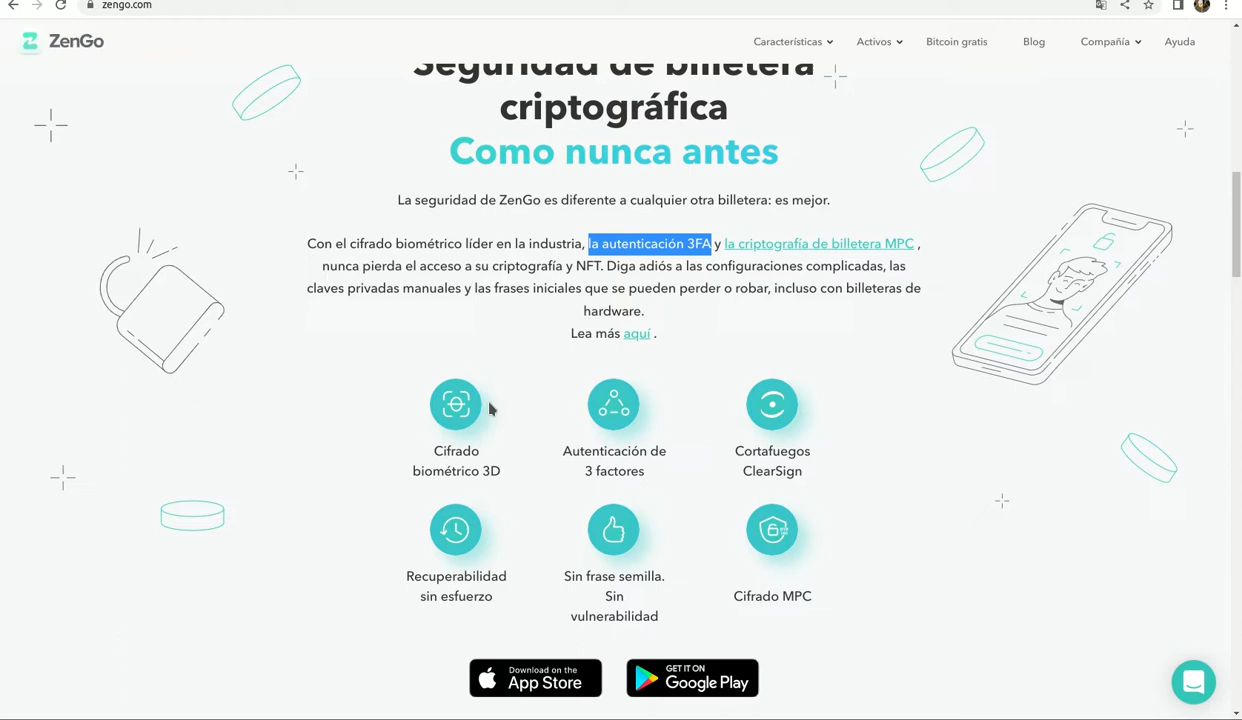 zengo.com
ZenGo
Características
Activos
Bitcoin gratis
Blog
Compañía
Ayuda
Seguridad de billetera
criptográfica
Como nunca antes
La seguridad de ZenGo es diferente a cualquier otra billetera: es mejor.
Con el cifrado biométrico líder en la industria, la autenticación 3FA y la criptografía de billetera MPC ,
nunca pierda el acceso a su criptografía y NFT. Diga adiós a las configuraciones complicadas, las
claves privadas manuales y las frases iniciales que se pueden perder o robar, incluso con billeteras de
hardware.
Lea más aquí .
Cifrado
biométrico 3D
Autenticación de
3 factores
Cortafuegos
ClearSign
Recuperabilidad
sin esfuerzo
Sin frase semilla.
Sin
vulnerabilidad
Cifrado MPC
Download on the
App Store
GET IT ON
Google Play